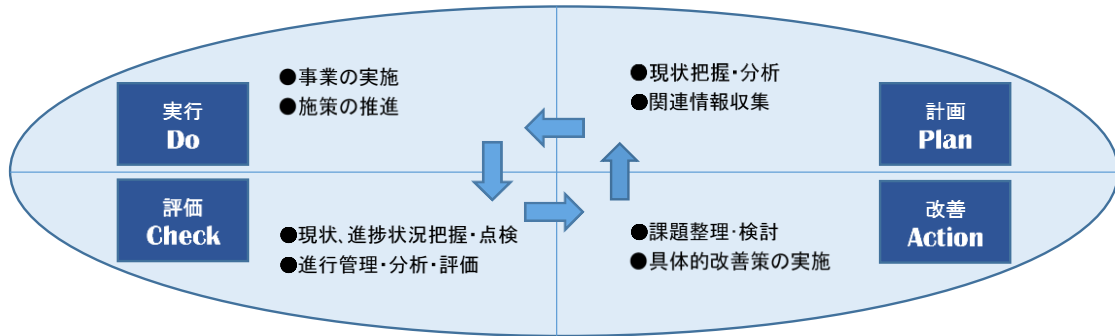 実行
Do
●事業の実施
●施策の推進
●現状把握・分析
●関連情報収集
計画
Plan
評価
Check
●現状、進捗状況把握・点検
●進行管理・分析・評価
●課題整理・検討
●具体的改善策の実施
改善
Action